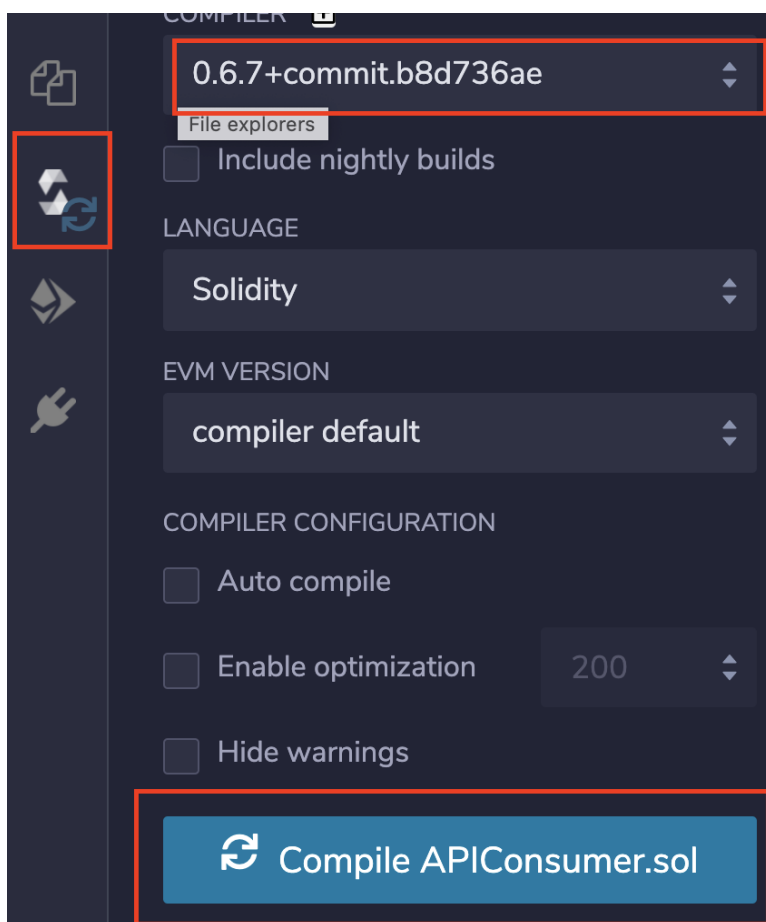 COMPILER
0.6.7+commit.b8d736ae
File explorers
Include nightly builds
LANGUAGE
Solidity
EVM VERSION
compiler default
COMPILER CONFIGURATION
Auto compile
Enable optimization 200
Hide warnings
Compile APIConsumer.sol